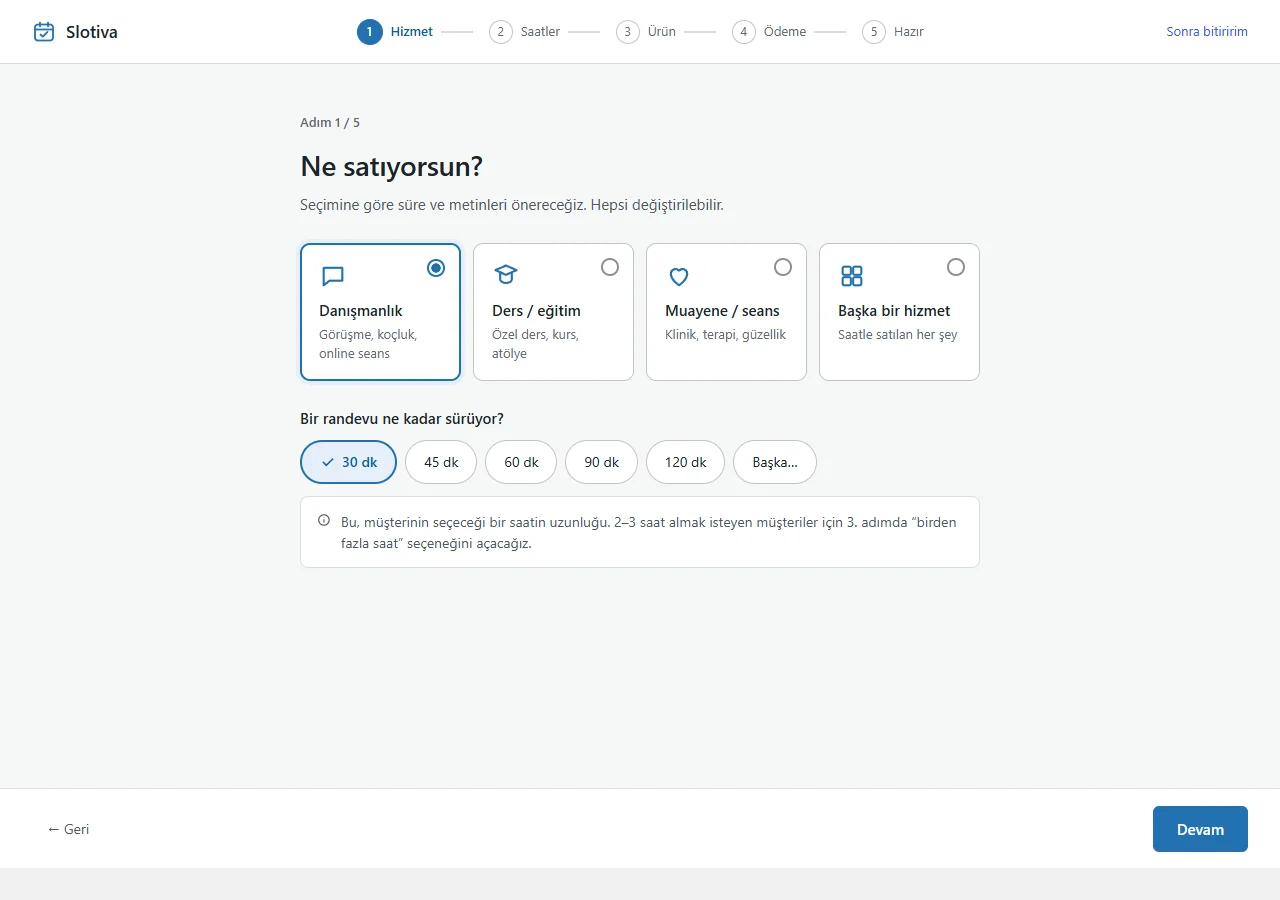 Slotiva
1 Hizmet
2 Saatler
3 Ürün
4 Ödeme
5 Hazır
Sonra bitiririm
Adım 1 / 5
Ne satıyorsun?
Seçimine göre süre ve metinleri önereceğiz. Hepsi değiştirilebilir.
Danışmanlık
Görüşme, koçluk,
online seans
Ders / eğitim
Özel ders, kurs,
atölye
Muayene / seans
Klinik, terapi, güzellik
Başka bir hizmet
Saatle satılan her şey
Bir randevu ne kadar sürüyor?
30 dk
45 dk
60 dk
90 dk
120 dk
Başka…
Bu, müşterinin seçeceği bir saatin uzunluğu. 2–3 saat almak isteyen müşteriler için 3. adımda “birden
fazla saat” seçeneğini açacağız.
← Geri
Devam